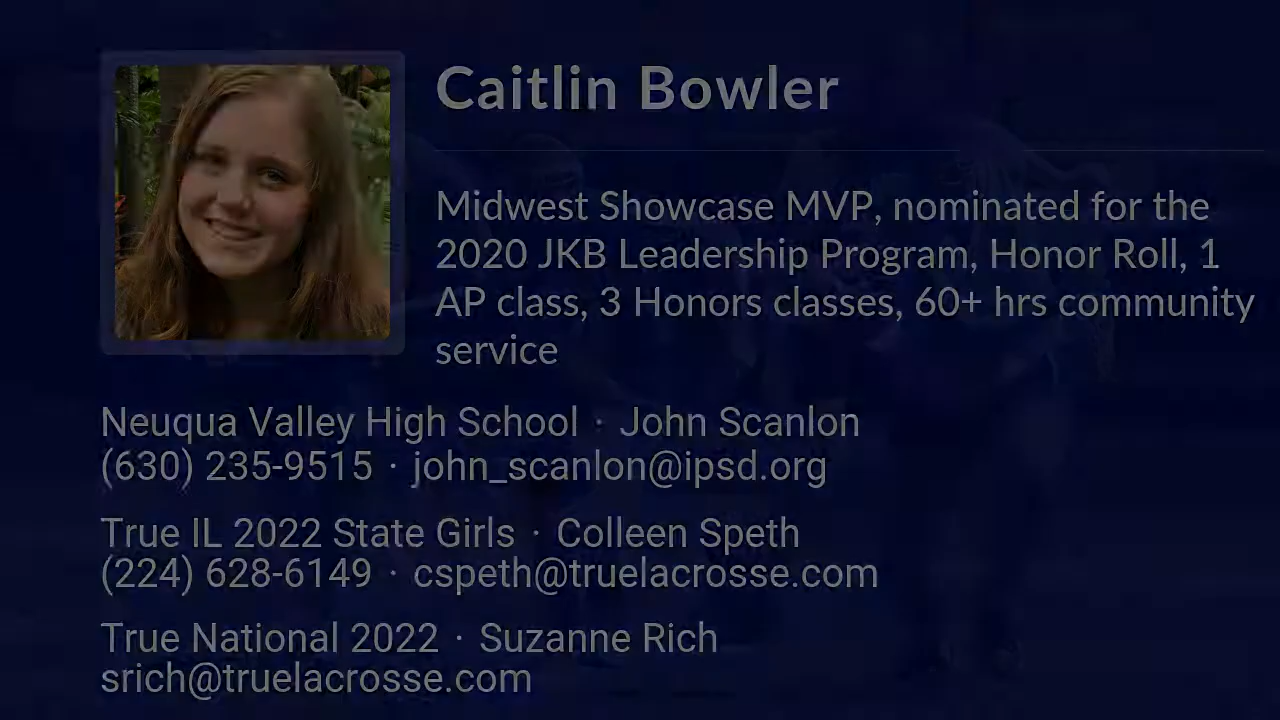 Caitlin Bowler
Midwest Showcase MVP, nominated for the
2020 JKB Leadership Program, Honor Roll, 1
AP class, 3 Honors classes, 60+ hrs community
service
Neuqua Valley High School · John Scanlon
(630) 235-9515 · john_scanlon@ipsd.org
True IL 2022 State Girls · Colleen Speth
(224) 628-6149 · cspeth@truelacrosse.com
True National 2022 · Suzanne Rich
srich@truelacrosse.com